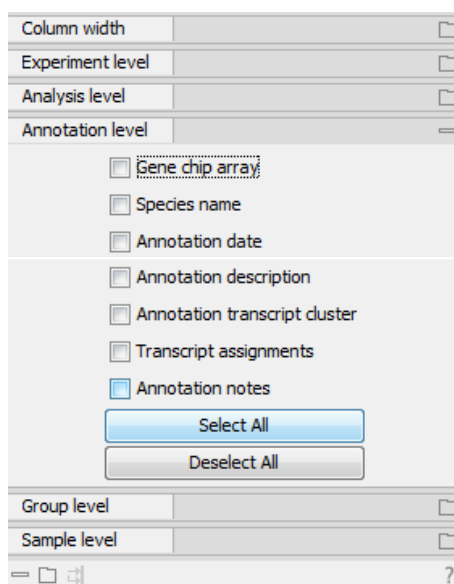 Column width
Experiment level
Analysis level
Annotation level
Gene chip array
Species name
Annotation date
Annotation description
Annotation transcript cluster
Transcript assignments
Annotation notes
Select All
Deselect All
Group level
Sample level
?